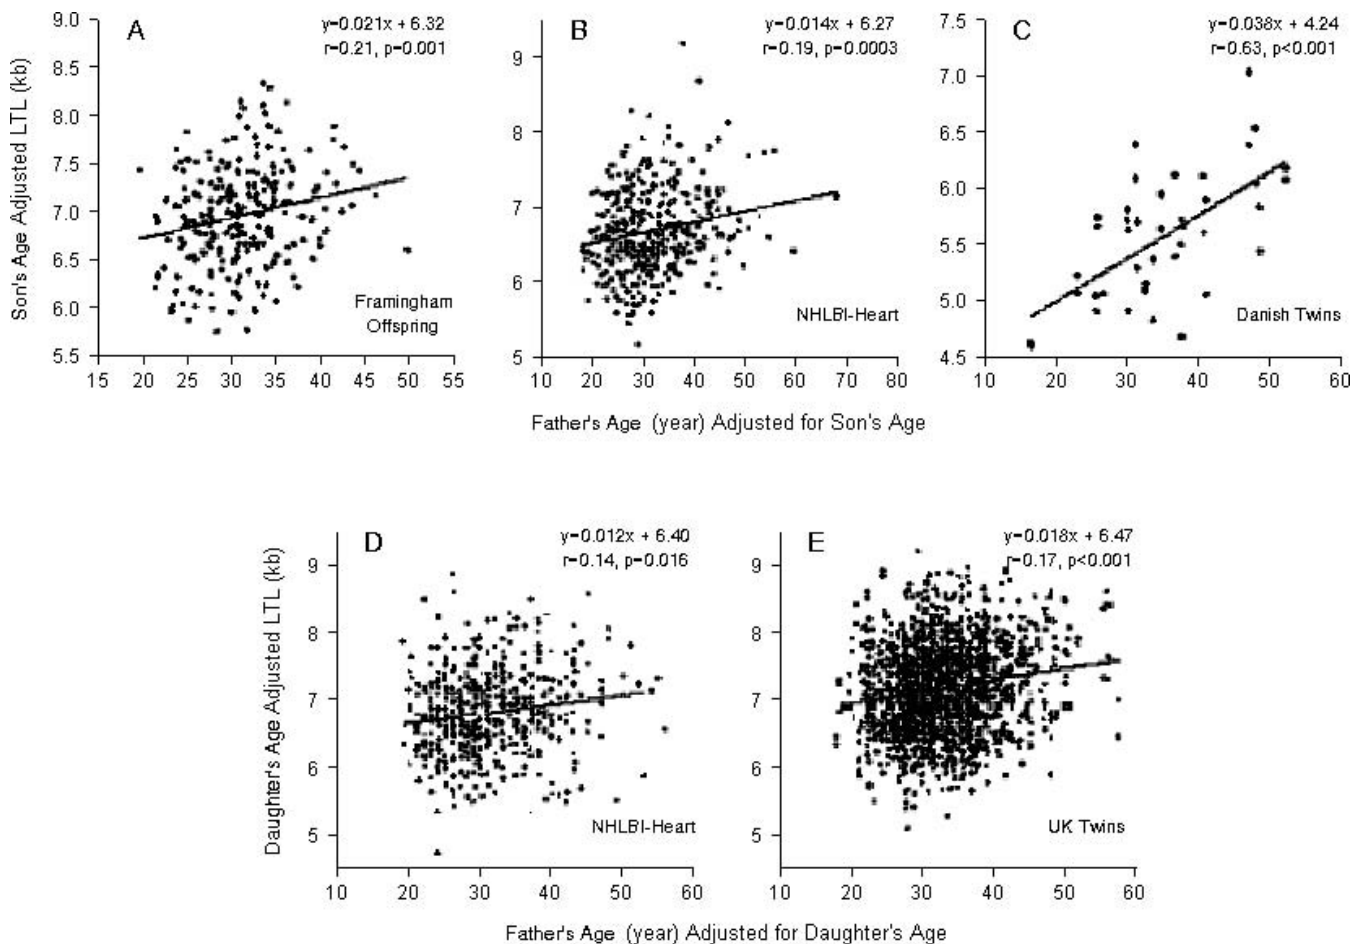 A
y=0.021x + 6.32
r=0.21, p=0.001
Son's Age Adjusted LTL (kb)
9.0
8.5
8.0
7.5
7.0
6.5
6.0
5.5
Framingham
Offspring
15 20 25 30 35 40 45 50 55
B
y=0.014x + 6.27
r=0.19, p=0.0003
9
8
7
6
5
NHLBI-Heart
10 20 30 40 50 60 70 80
C
y=0.038x + 4.24
r=0.63, p<0.001
7.5
7.0
6.5
6.0
5.5
5.0
4.5
Danish Twins
10 20 30 40 50 60
Father's Age (year) Adjusted for Son's Age
D
y=0.012x + 6.40
r=0.14, p=0.016
Daughter's Age Adjusted LTL (kb)
9
8
7
6
5
NHLBI-Heart
10 20 30 40 50 60
E
y=0.018x + 6.47
r=0.17, p<0.001
9
8
7
6
5
UK Twins
10 20 30 40 50 60
Father's Age (year) Adjusted for Daughter's Age